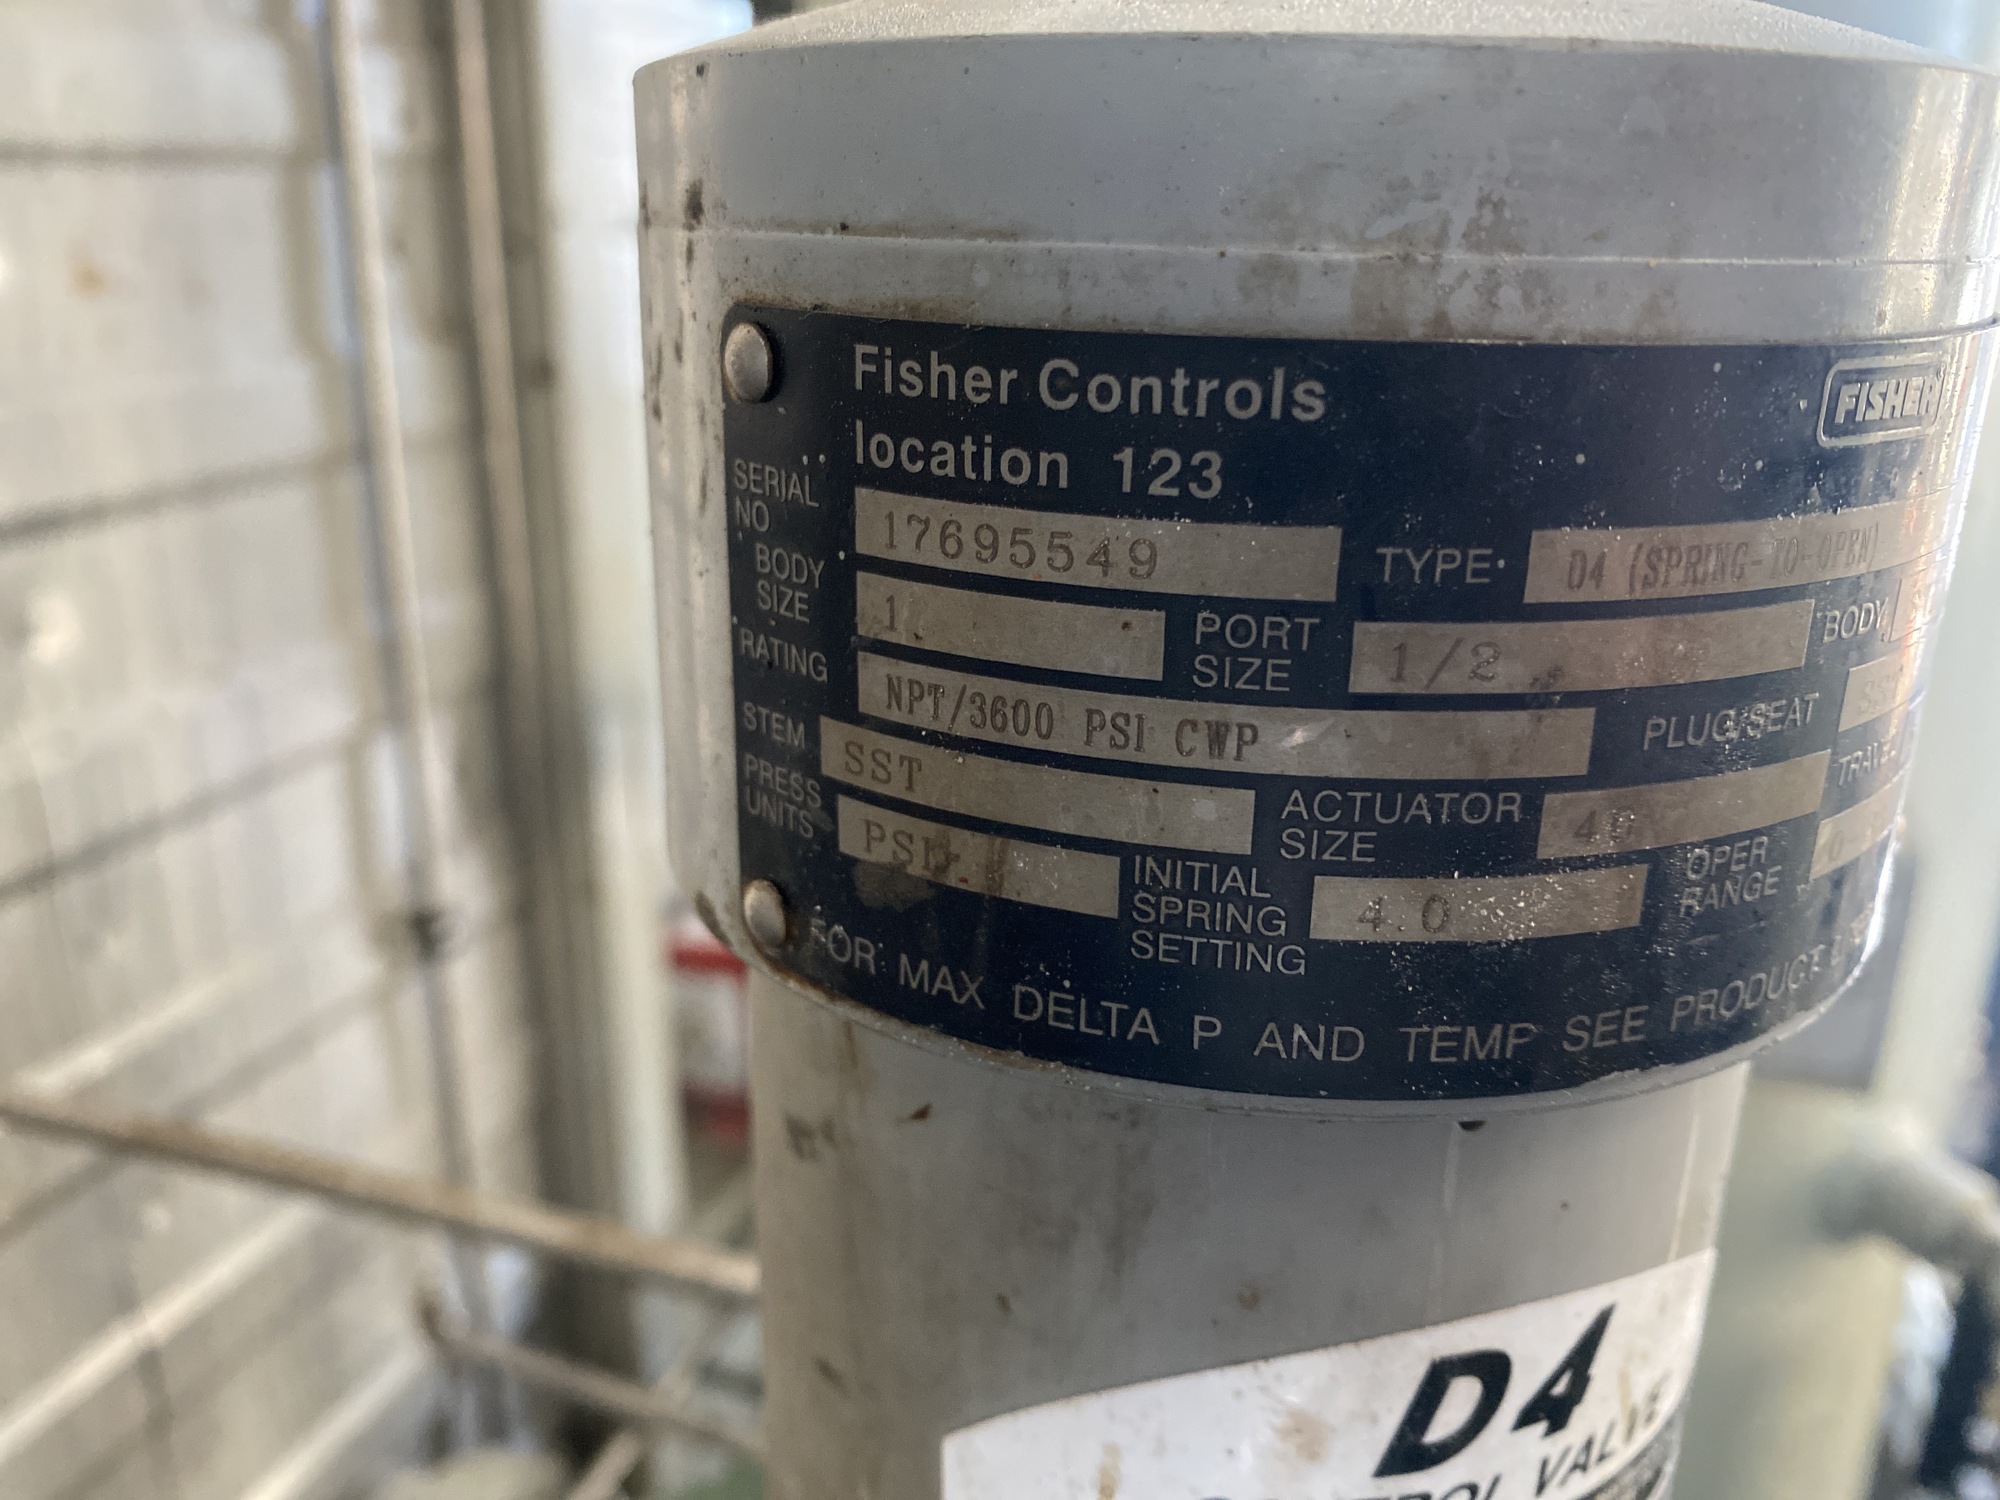 Fisher Controls
location 123
FISHER
SERIAL NO 17695549 TYPE D4 (SPRING-TO-OPEN)
BODY SIZE 1 PORT SIZE 1/2 BODY
RATING NPT/3600 PSI CWP PLUG/SEAT
STEM SST ACTUATOR SIZE
PRESS UNITS PSI INITIAL SPRING SETTING 4.0 OPER RANGE
FOR MAX DELTA P AND TEMP SEE PRODUCT
D4
VALVE